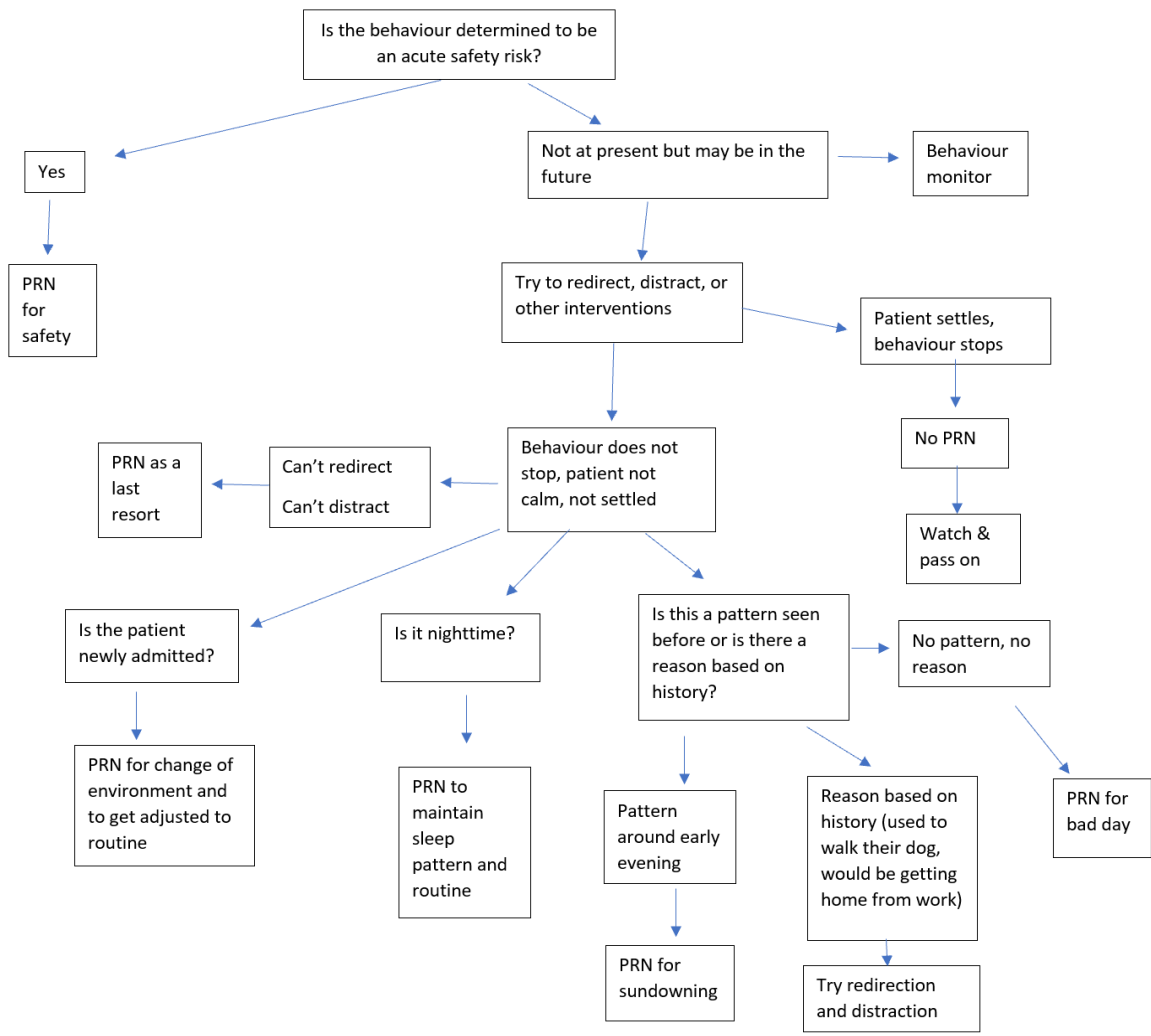 Is the behaviour determined to be
an acute safety risk?
Yes
Not at present but may be in the
future
Behaviour
monitor
PRN
for
safety
Try to redirect, distract, or
other interventions
Patient settles,
behaviour stops
No PRN
Watch &
pass on
Behaviour does not
stop, patient not
calm, not settled
Can’t redirect
Can’t distract
PRN as a
last
resort
Is the patient
newly admitted?
Is it nighttime?
Is this a pattern seen
before or is there a
reason based on
history?
No pattern, no
reason
PRN for change of
environment and
to get adjusted to
routine
PRN to
maintain
sleep
pattern and
routine
Pattern
around early
evening
Reason based on
history (used to
walk their dog,
would be getting
home from work)
PRN for
bad day
PRN for
sundowning
Try redirection
and distraction